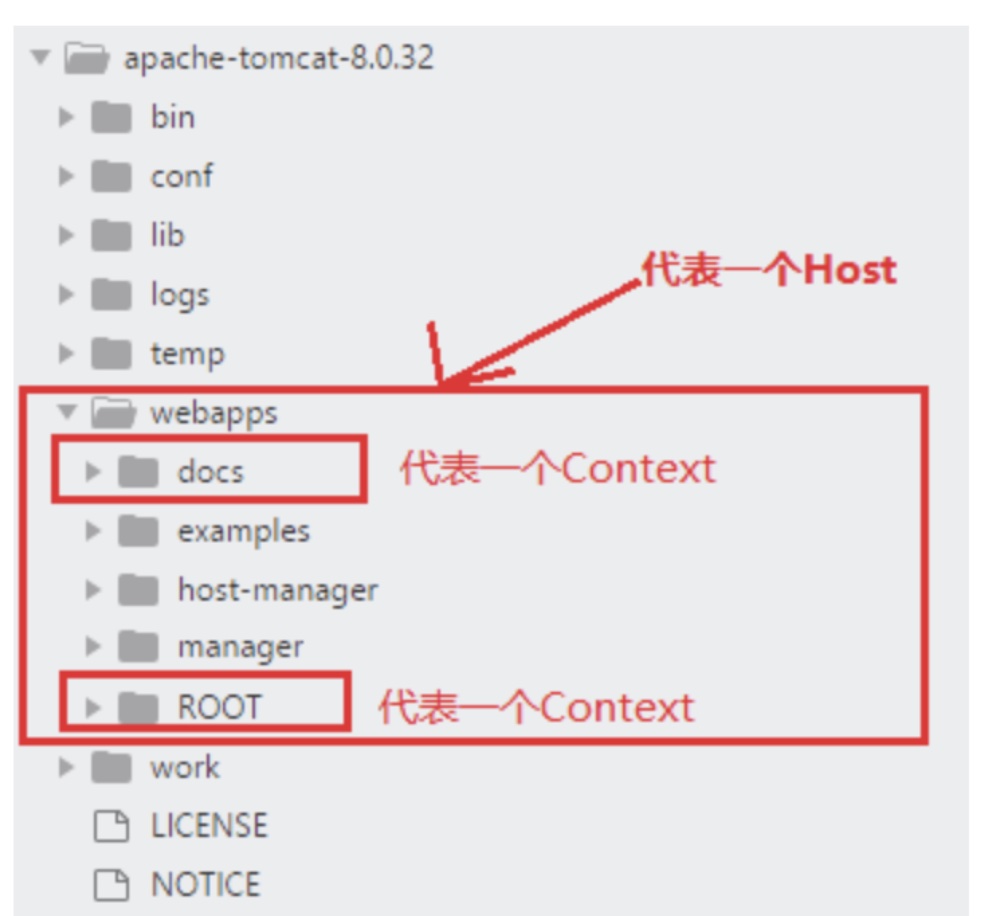 apache-tomcat-8.0.32
bin
conf
lib
代表一个Host
logs
temp
webapps
docs 代表一个Context
examples
host-manager
manager
ROOT 代表一个Context
work
LICENSE
NOTICE